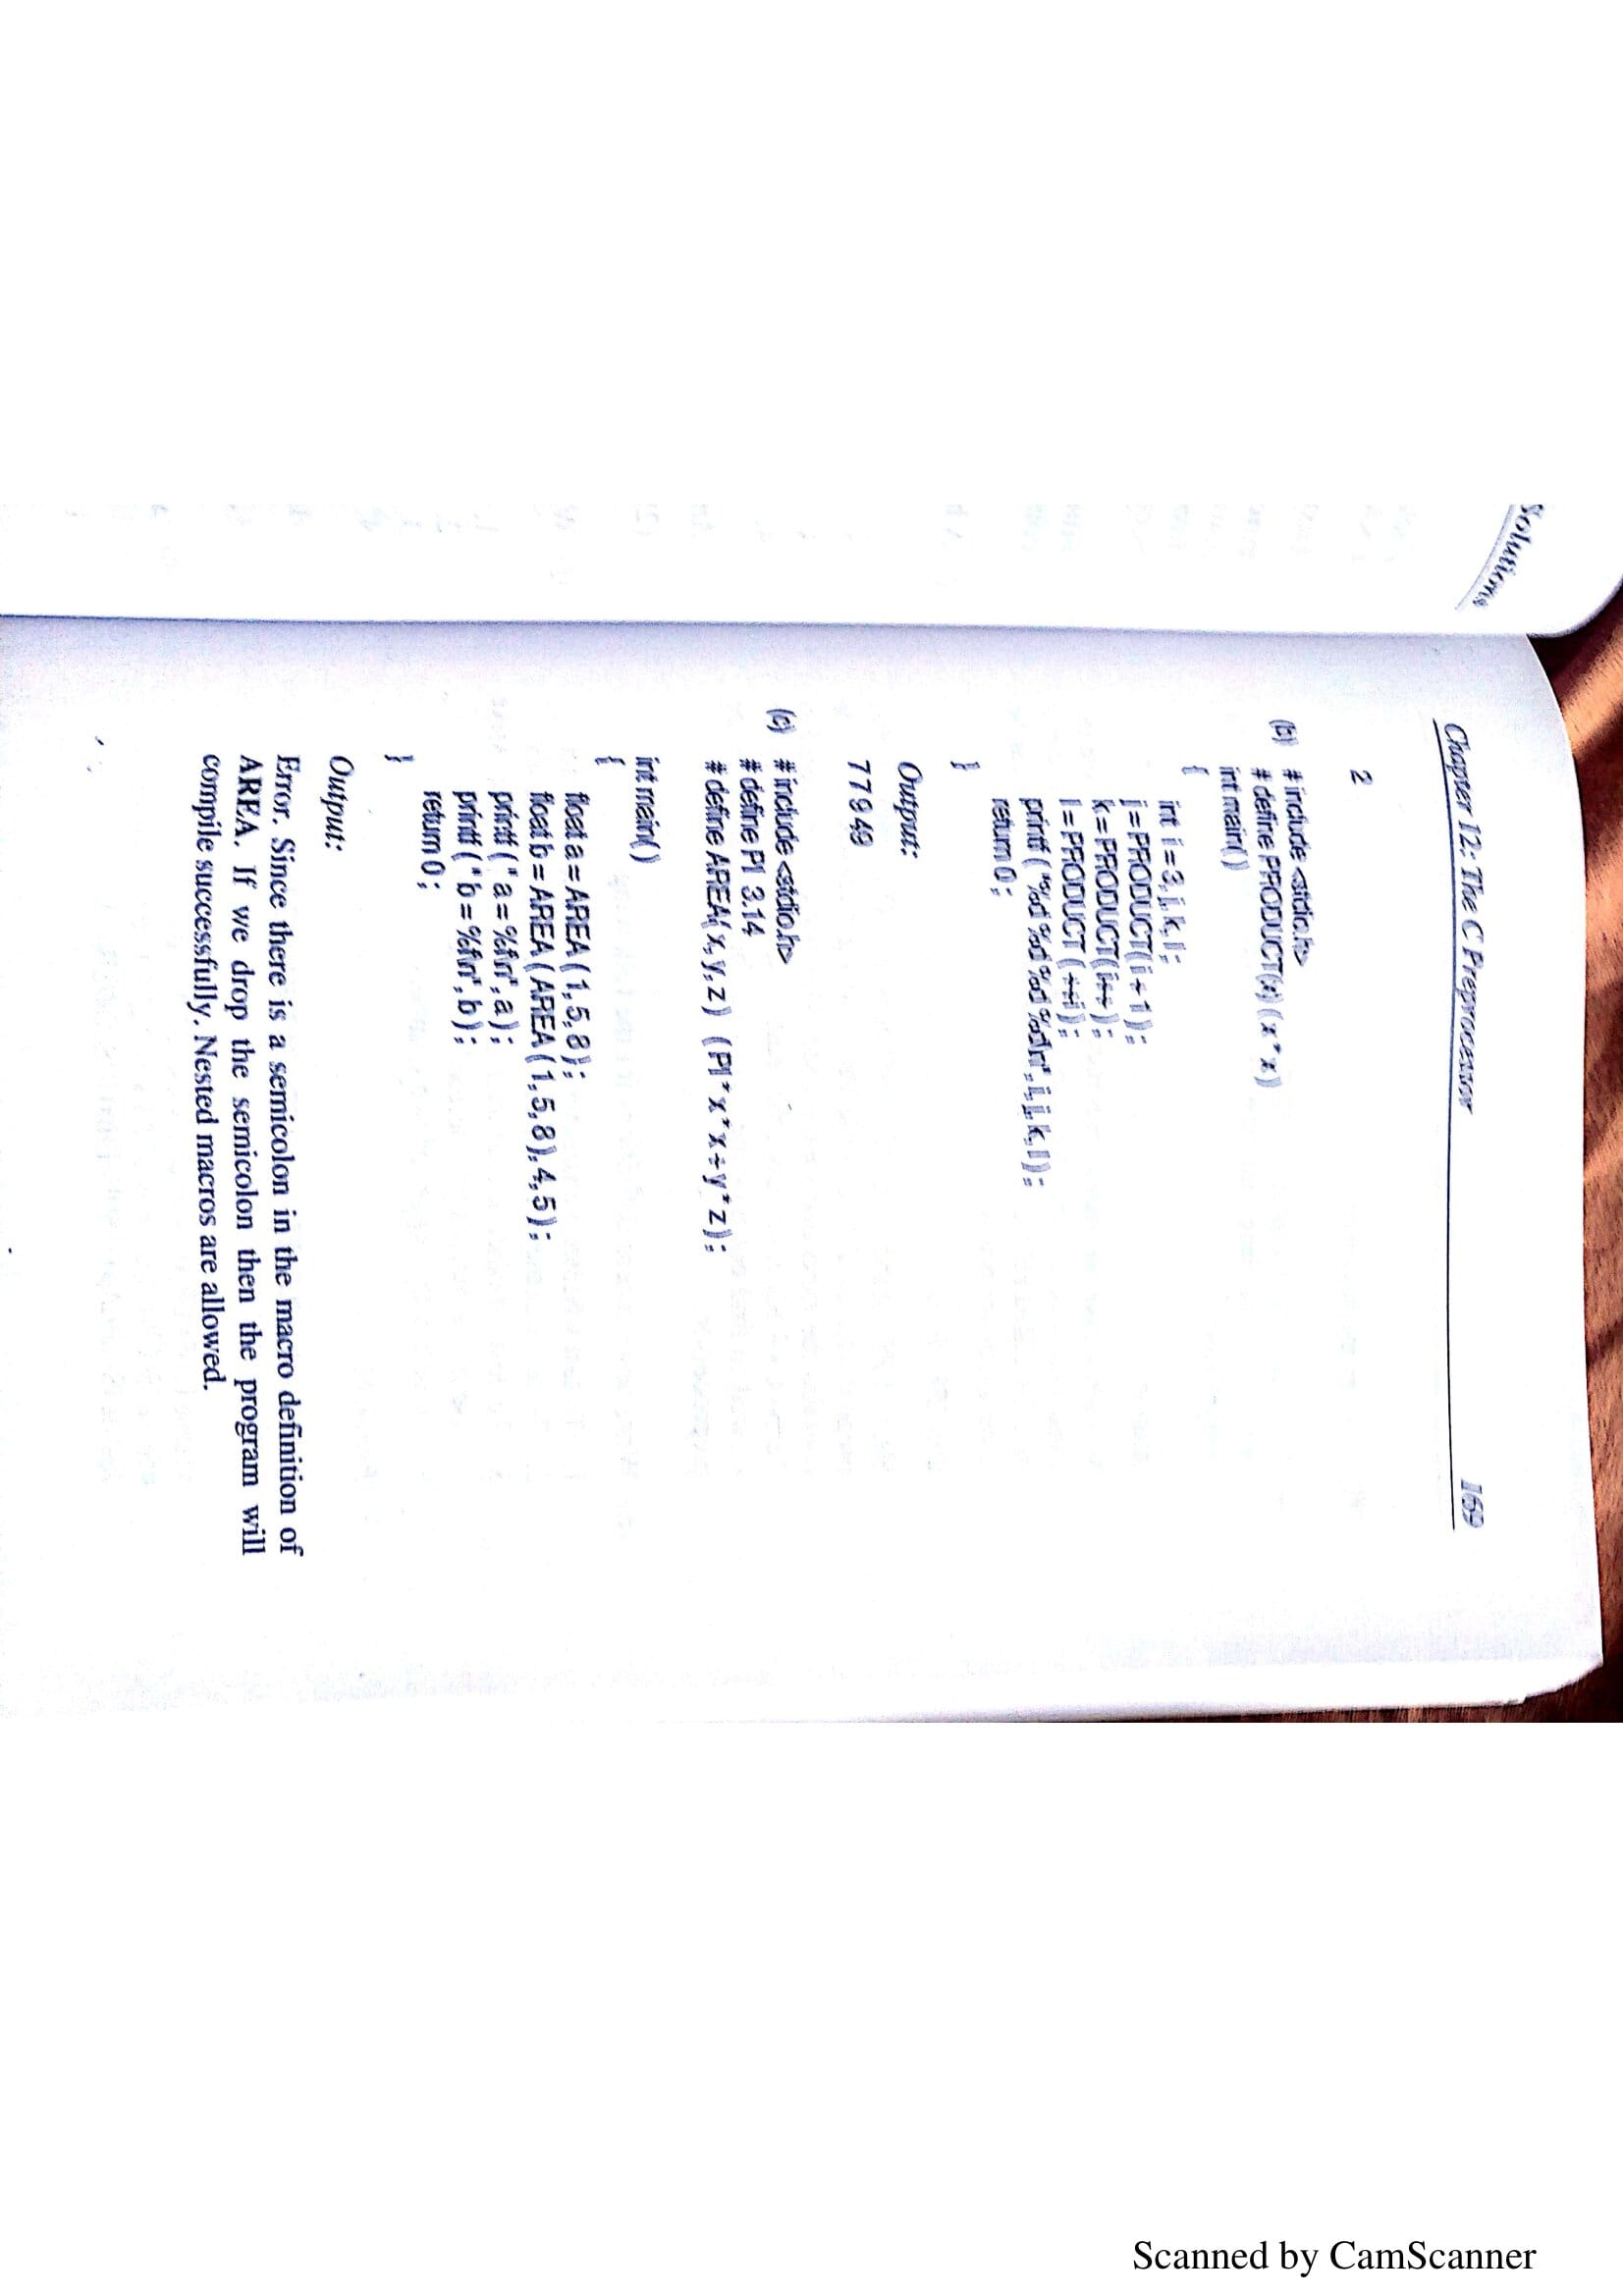 Solutions
Chapter 12: The C Preprocessor 169
2
(b) # include <stdio.h>
# define PRODUCT(x) ( x * x )
int main( )
{
int i = 3, j, k, l ;
j = PRODUCT( i + 1 ) ;
k = PRODUCT( i++ ) ;
l = PRODUCT ( ++i ) ;
printf ( "%d %d %d %d\n", i, j, k, l ) ;
return 0 ;
}
Output:
7 7 9 49
(c) # include <stdio.h>
# define PI 3.14
# define AREA( x, y, z ) ( PI * x * x + y * z ) ;
int main( )
{
float a = AREA ( 1, 5, 8 ) ;
float b = AREA ( AREA ( 1, 5, 8 ), 4, 5 ) ;
printf ( " a = %f\n", a ) ;
printf ( " b = %f\n", b ) ;
return 0 ;
}
Output:
Error. Since there is a semicolon in the macro definition of
AREA. If we drop the semicolon then the program will
compile successfully. Nested macros are allowed.
Scanned by CamScanner